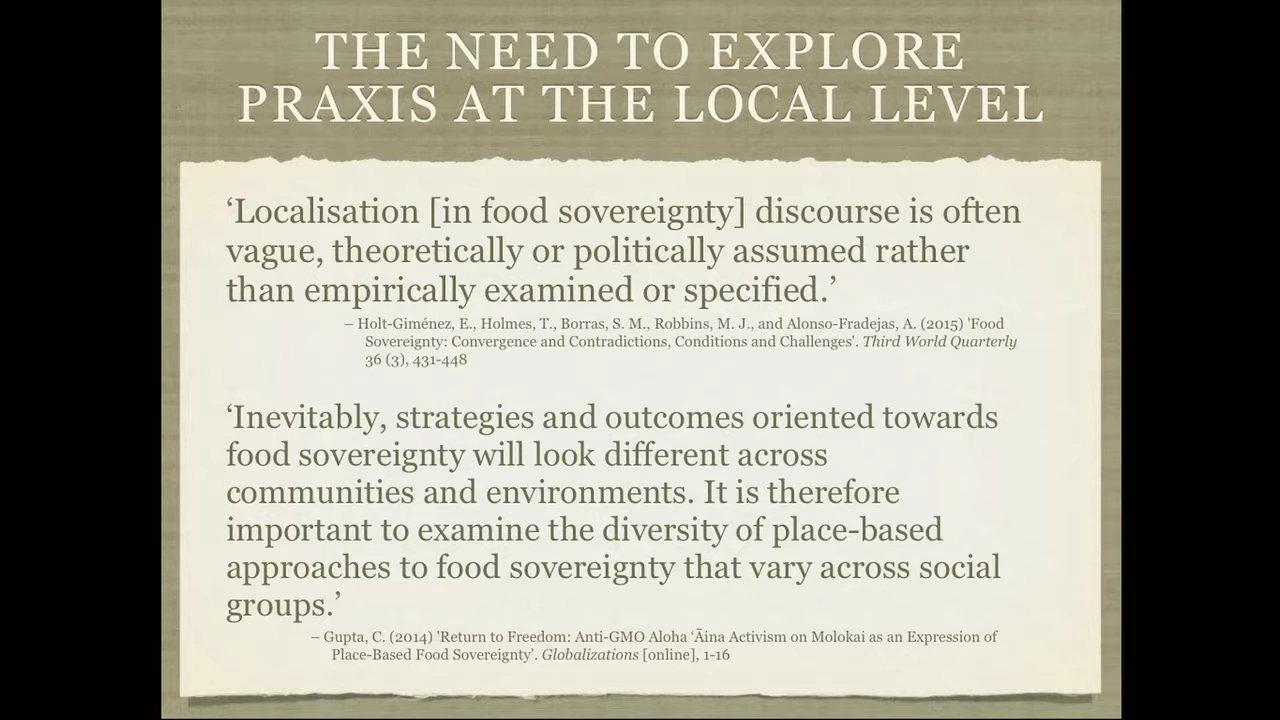 THE NEED TO EXPLORE
PRAXIS AT THE LOCAL LEVEL
‘Localisation [in food sovereignty] discourse is often
vague, theoretically or politically assumed rather
than empirically examined or specified.’
– Holt-Giménez, E., Holmes, T., Borras, S. M., Robbins, M. J., and Alonso-Fradejas, A. (2015) 'Food
Sovereignty: Convergence and Contradictions, Conditions and Challenges'. Third World Quarterly
36 (3), 431-448
‘Inevitably, strategies and outcomes oriented towards
food sovereignty will look different across
communities and environments. It is therefore
important to examine the diversity of place-based
approaches to food sovereignty that vary across social
groups.’
– Gupta, C. (2014) 'Return to Freedom: Anti-GMO Aloha ‘Āina Activism on Molokai as an Expression of
Place-Based Food Sovereignty'. Globalizations [online], 1-16